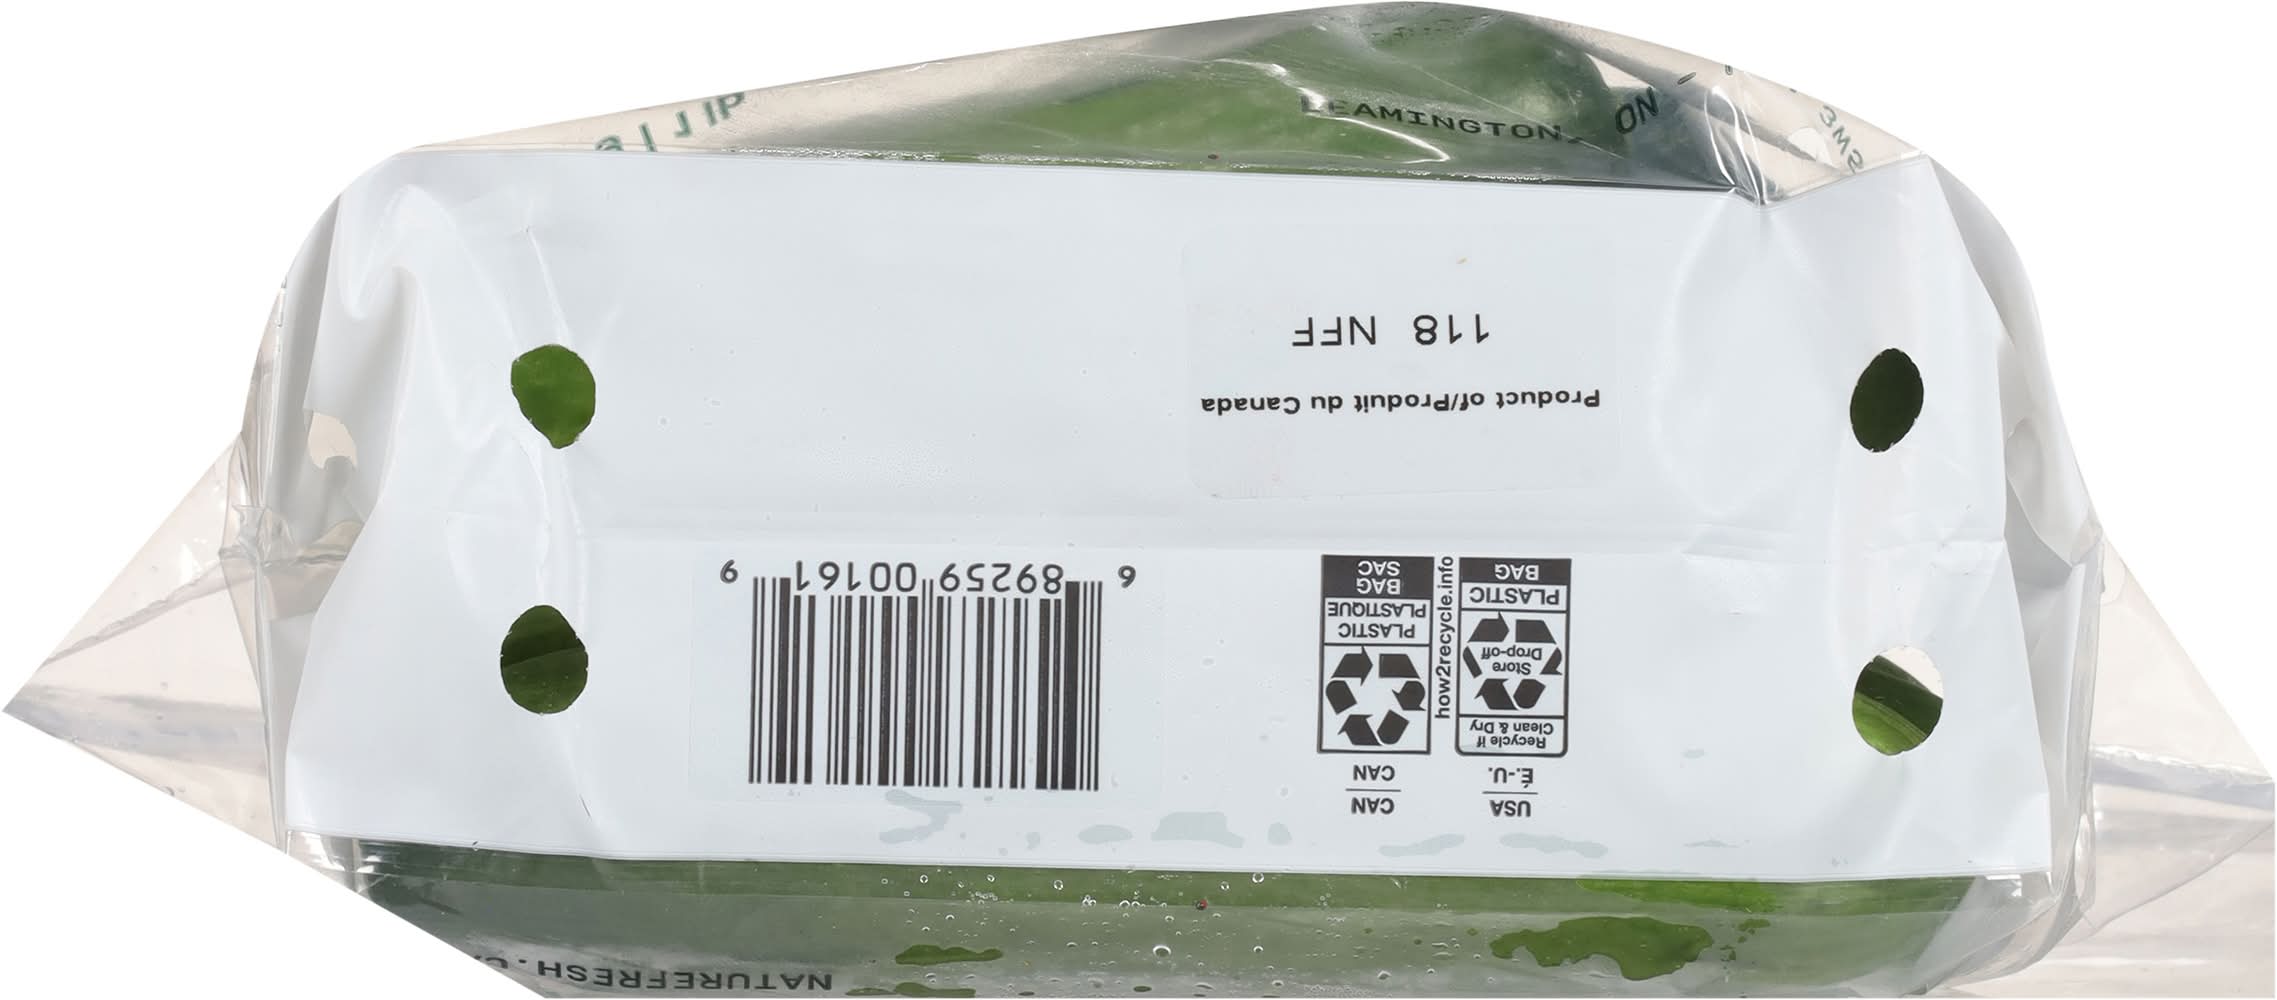 LEAMINGTON, ON
NATUREFRESH.CA
USA
É.-U.
Recycle if
Clean & Dry
Store
Drop-off
PLASTIC
BAG
how2recycle.info
CAN
CAN
PLASTIC
PLASTIQUE
BAG
SAC
6 89259 00161 9
Product of/Produit du Canada
118 NFF